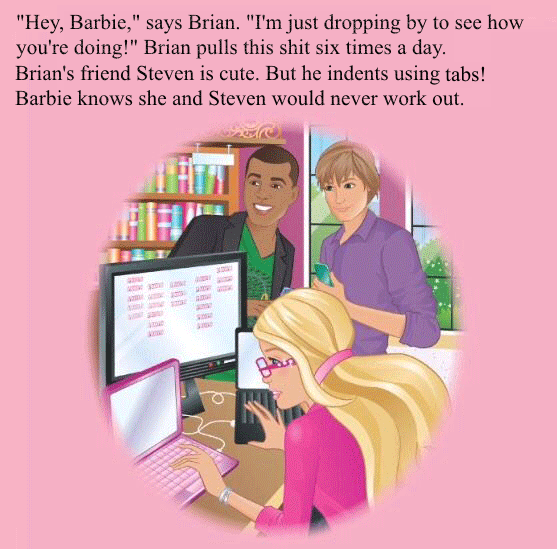 "Hey, Barbie," says Brian. "I'm just dropping by to see how
you're doing!" Brian pulls this shit six times a day.
Brian's friend Steven is cute. But he indents using tabs!
Barbie knows she and Steven would never work out.